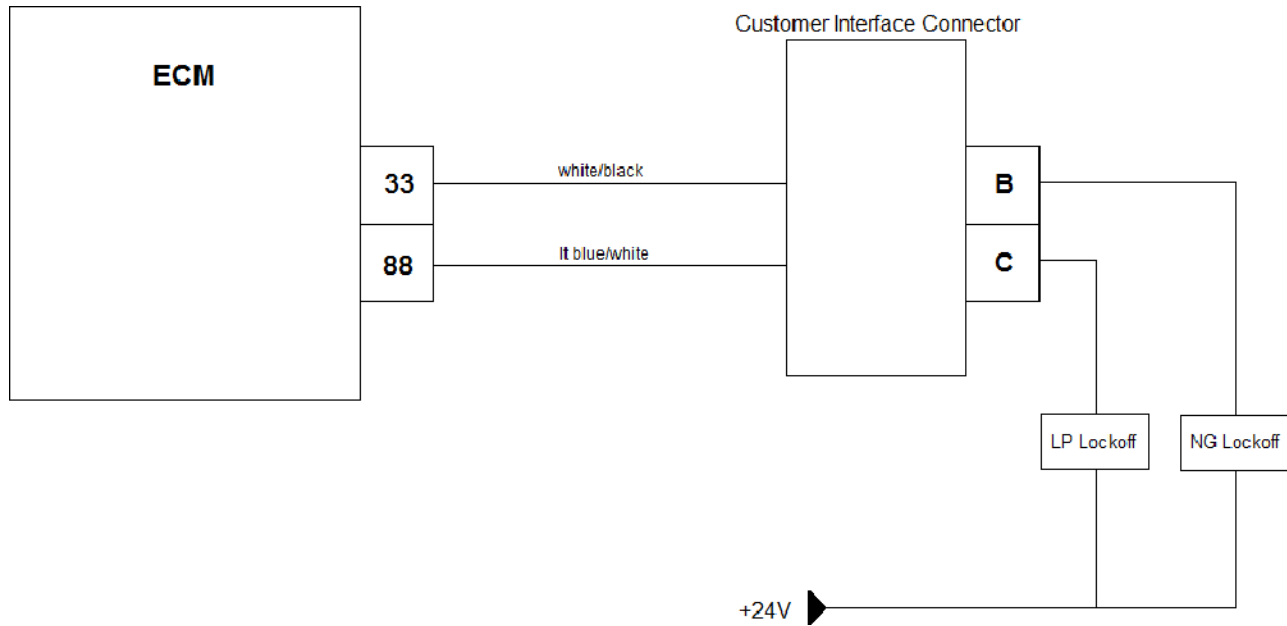 Customer Interface Connector
ECM
33
white/black
B
88
lt blue/white
C
LP Lockoff
NG Lockoff
+24V